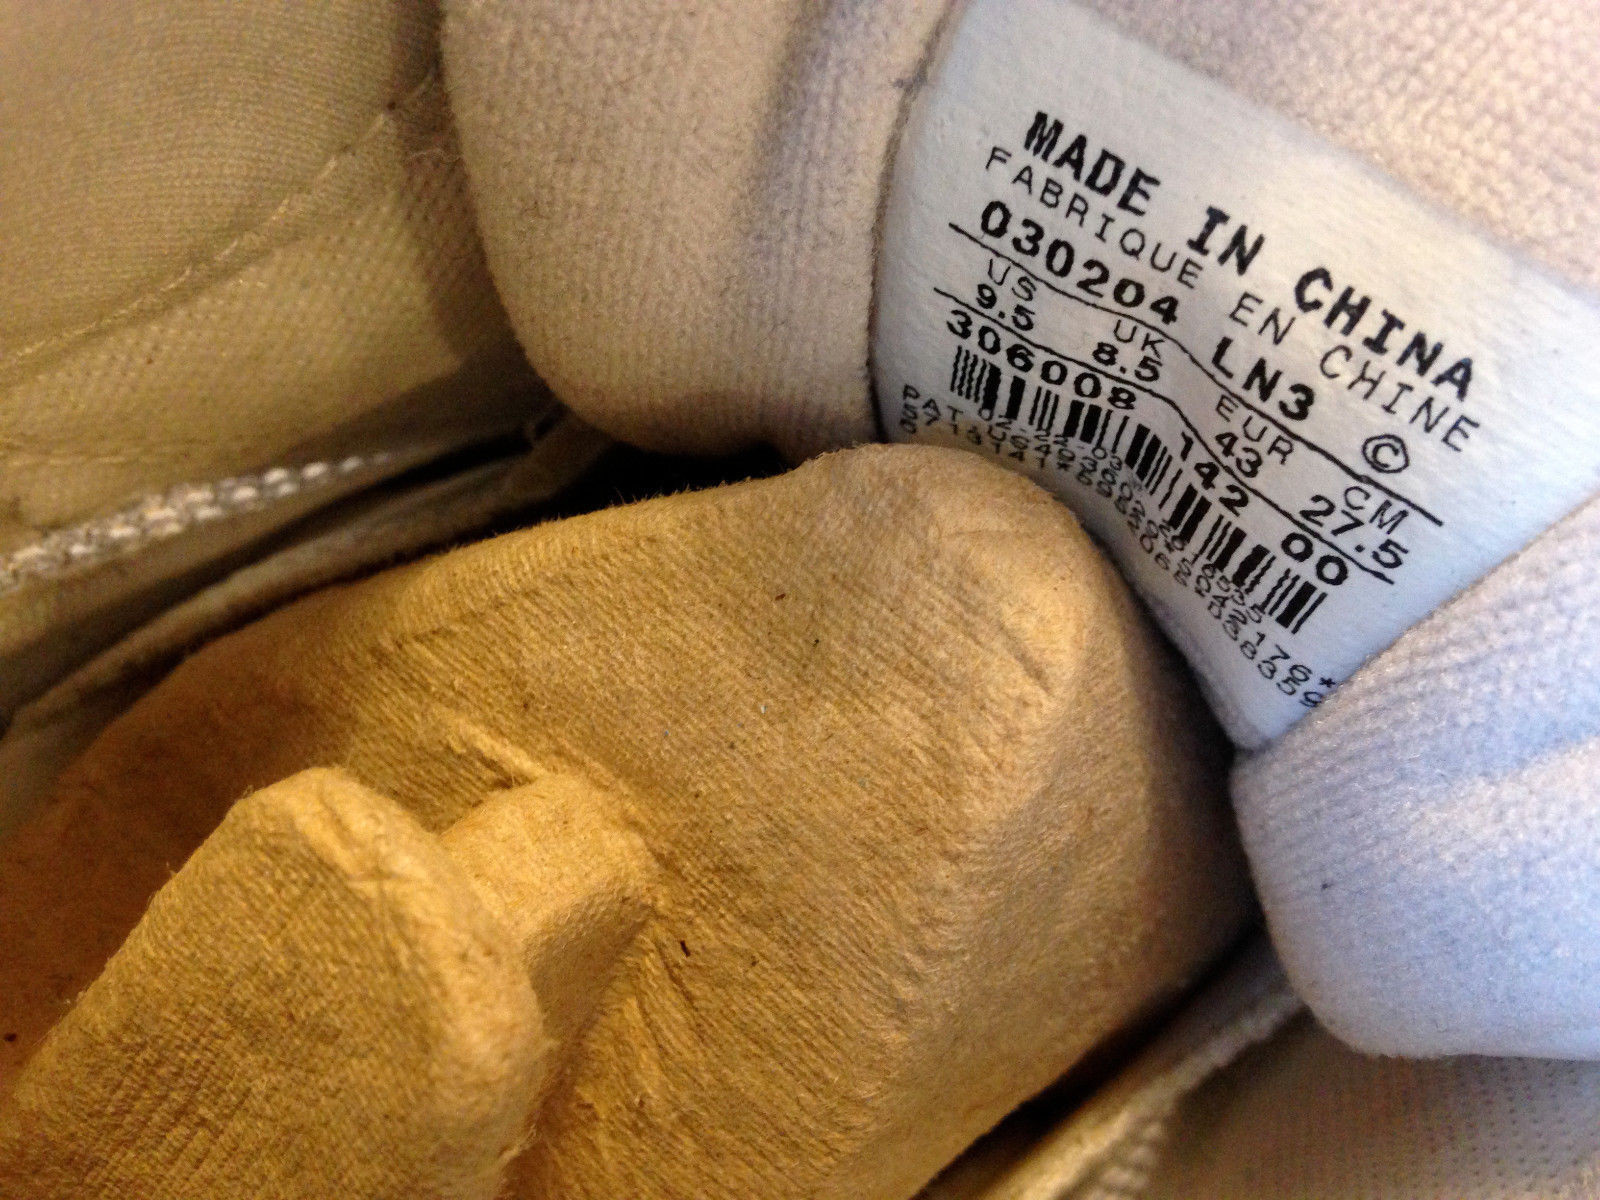 MADE IN CHINA
FABRIQUE EN CHINE
030204 LN3 ©
US UK EUR CM
9.5 8.5 43 27.5
306008 142 00